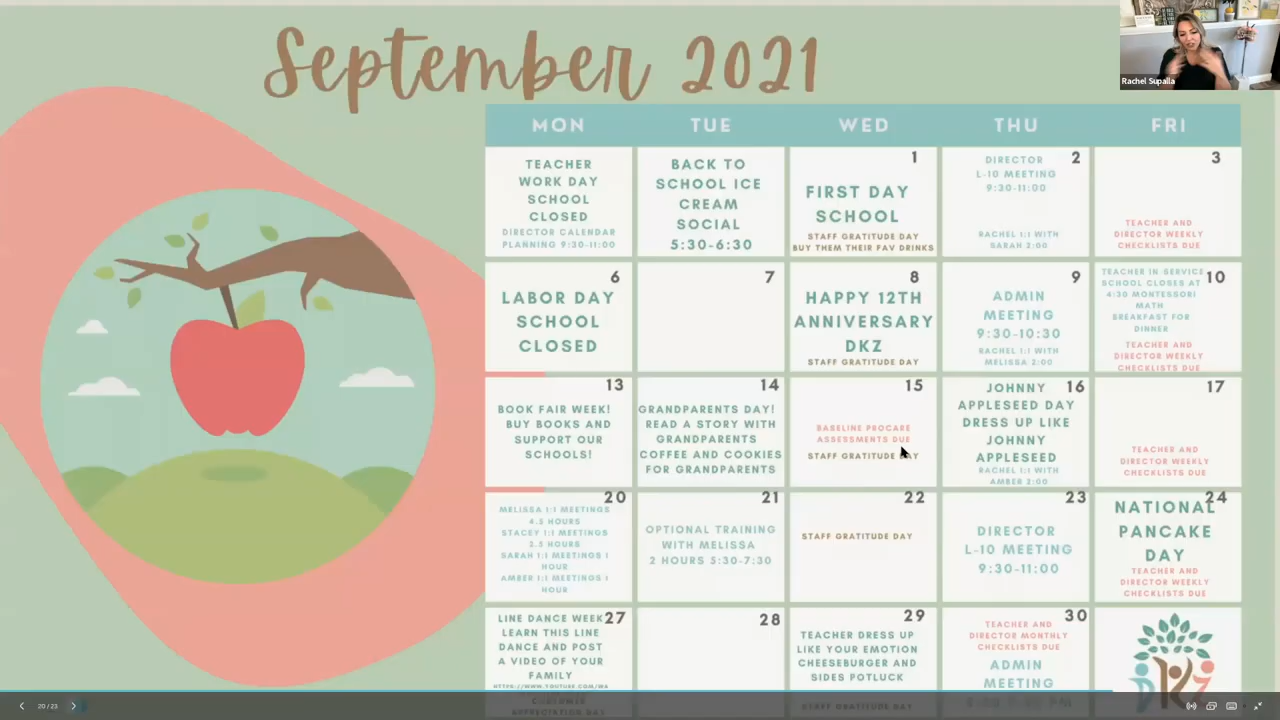 September 2021
Rachel Supalla
MON TUE WED THU FRI
TEACHER
WORK DAY
SCHOOL
CLOSED
DIRECTOR CALENDAR
PLANNING 9:30-11:00
BACK TO
SCHOOL ICE
CREAM
SOCIAL
5:30-6:30
1
FIRST DAY
SCHOOL
STAFF GRATITUDE DAY
BUY THEM THEIR FAV DRINKS
2
DIRECTOR
L-10 MEETING
9:30-11:00
RACHEL 1:1 WITH
SARAH 2:00
3
TEACHER AND
DIRECTOR WEEKLY
CHECKLISTS DUE
6
LABOR DAY
SCHOOL
CLOSED
7
8
HAPPY 12TH
ANNIVERSARY
DKZ
STAFF GRATITUDE DAY
9
ADMIN
MEETING
9:30-10:30
RACHEL 1:1 WITH
MELISSA 2:00
10
TEACHER IN SERVICE
SCHOOL CLOSES AT
4:30 MONTESSORI
MATH
BREAKFAST FOR
DINNER
TEACHER AND
DIRECTOR WEEKLY
CHECKLISTS DUE
13
BOOK FAIR WEEK!
BUY BOOKS AND
SUPPORT OUR
SCHOOLS!
14
GRANDPARENTS DAY!
READ A STORY WITH
GRANDPARENTS
COFFEE AND COOKIES
FOR GRANDPARENTS
15
BASELINE PROCARE
ASSESSMENTS DUE
STAFF GRATITUDE DAY
16
JOHNNY
APPLESEED DAY
DRESS UP LIKE
JOHNNY
APPLESEED
RACHEL 1:1 WITH
AMBER 2:00
17
TEACHER AND
DIRECTOR WEEKLY
CHECKLISTS DUE
20
MELISSA 1:1 MEETINGS
4.5 HOURS
STACEY 1:1 MEETINGS
2.5 HOURS
SARAH 1:1 MEETINGS 1
HOUR
AMBER 1:1 MEETINGS 1
HOUR
21
OPTIONAL TRAINING
WITH MELISSA
2 HOURS 5:30-7:30
22
STAFF GRATITUDE DAY
23
DIRECTOR
L-10 MEETING
9:30-11:00
24
NATIONAL
PANCAKE
DAY
TEACHER AND
DIRECTOR WEEKLY
CHECKLISTS DUE
27
LINE DANCE WEEK
LEARN THIS LINE
DANCE AND POST
A VIDEO OF YOUR
FAMILY
APPRECIATION DAY
28
29
TEACHER DRESS UP
LIKE YOUR EMOTION
CHEESEBURGER AND
SIDES POTLUCK
STAFF GRATITUDE DAY
30
TEACHER AND
DIRECTOR MONTHLY
CHECKLISTS DUE
ADMIN
MEETING
DKZ
20 / 23